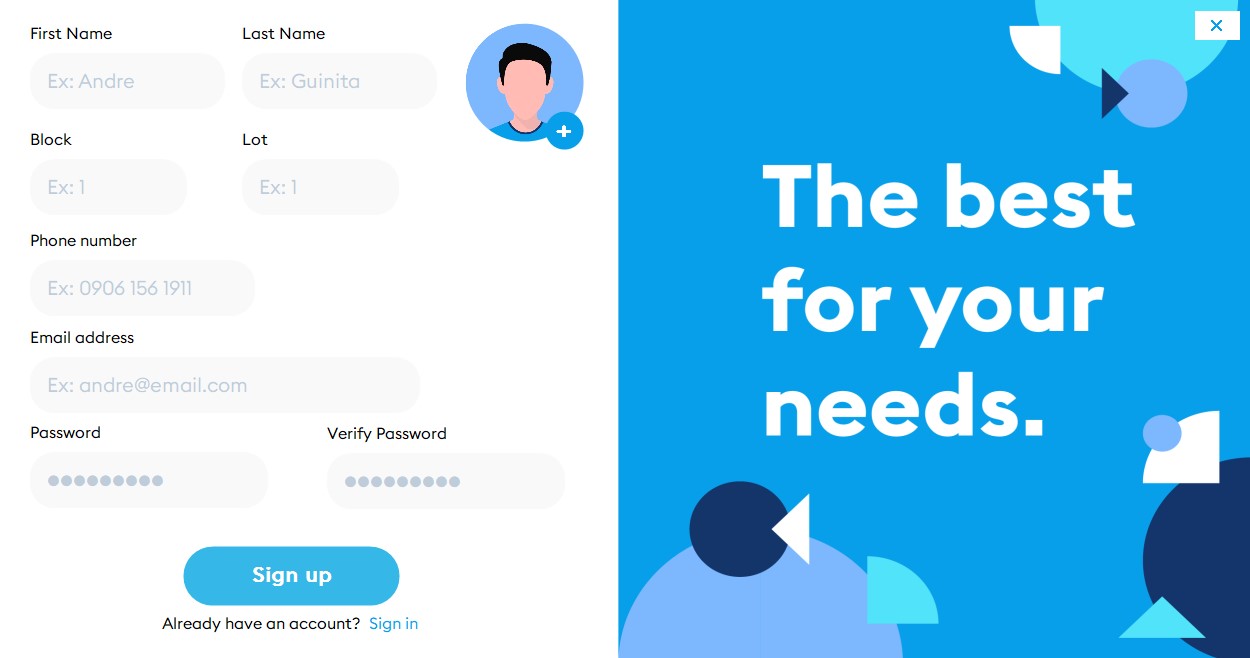 First Name
Last Name
Ex: Andre
Ex: Guinita
Block
Lot
Ex: 1
Ex: 1
Phone number
Ex: 0906 156 1911
Email address
Ex: andre@email.com
Password
Verify Password
Sign up
Already have an account? Sign in
The best
for your
needs.